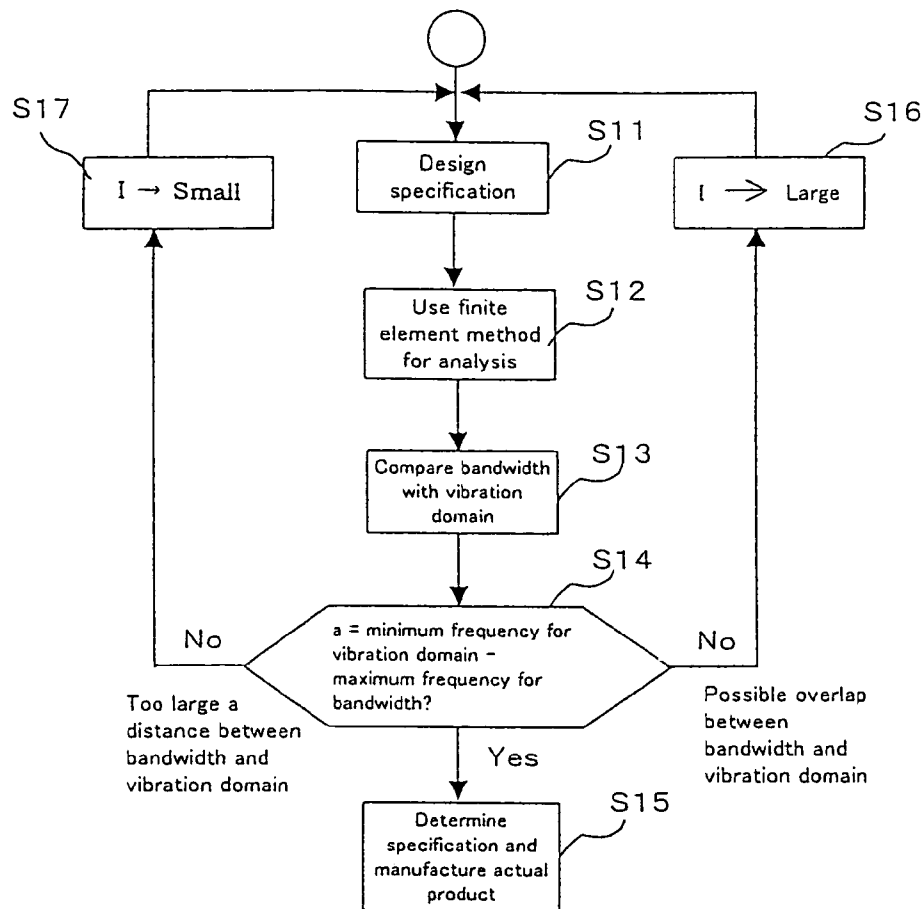 S17
S11
S16
I → Small
Design
specification
I → Large
S12
Use finite
element method
for analysis
S13
Compare bandwidth
with vibration
domain
S14
No
a = minimum frequency for
vibration domain –
maximum frequency for
bandwidth?
No
Too large a
distance between
bandwidth and
vibration domain
Possible overlap
between
bandwidth and
vibration domain
Yes
S15
Determine
specification and
manufacture actual
product